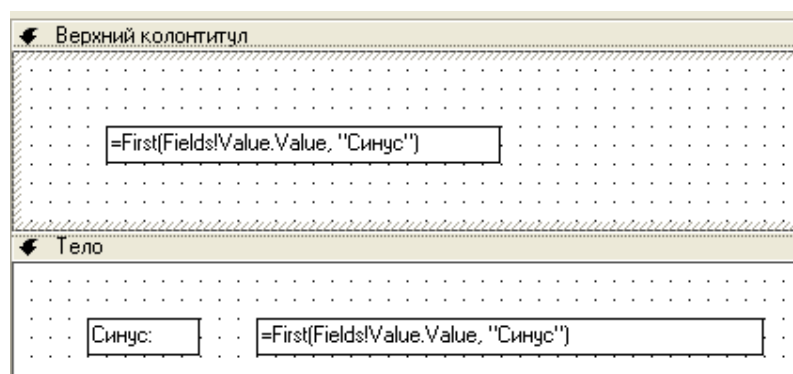 Верхний колонтитул
=First(Fields!Value.Value, "Синус")
Тело
Синус:
=First(Fields!Value.Value, "Синус")